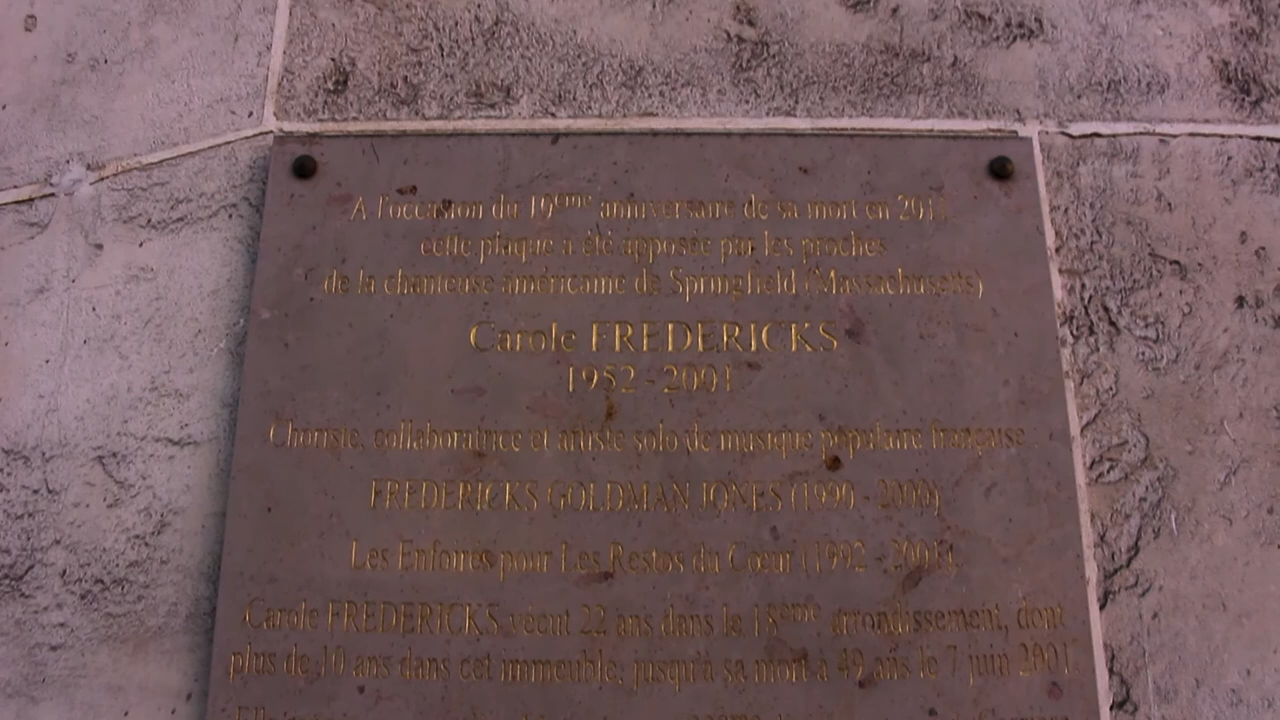 A l'occasion du 10ème anniversaire de sa mort en 2011,
cette plaque a été apposée par les proches
de la chanteuse américaine de Springfield (Massachusetts)
Carole FREDERICKS
1952 - 2001
Choriste, collaboratrice et artiste solo de musique populaire française :
FREDERICKS GOLDMAN JONES (1990 - 2000)
Les Enfoirés pour Les Restos du Cœur (1992 - 2001).
Carole FREDERICKS vécut 22 ans dans le 18ème arrondissement, dont
plus de 10 ans dans cet immeuble, jusqu'à sa mort à 49 ans le 7 juin 2001.